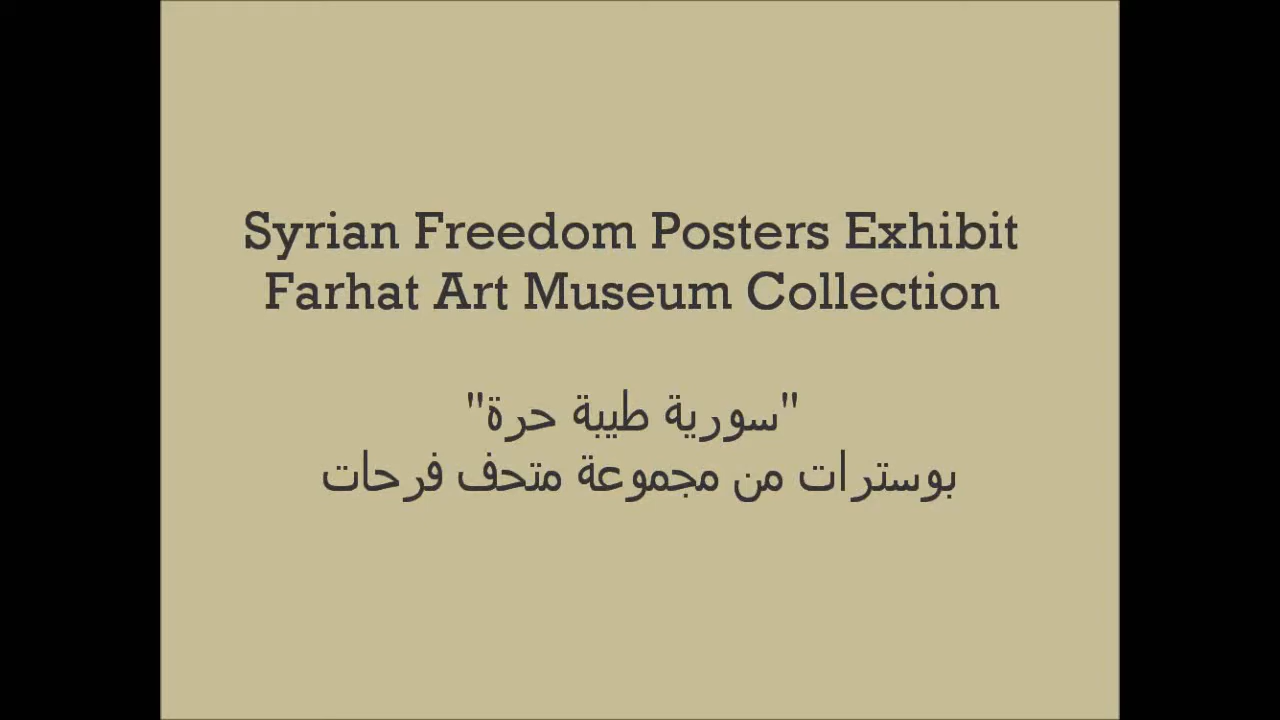 Syrian Freedom Posters Exhibit
Farhat Art Museum Collection
"سورية طيبة حرة"
بوسترات من مجموعة متحف فرحات